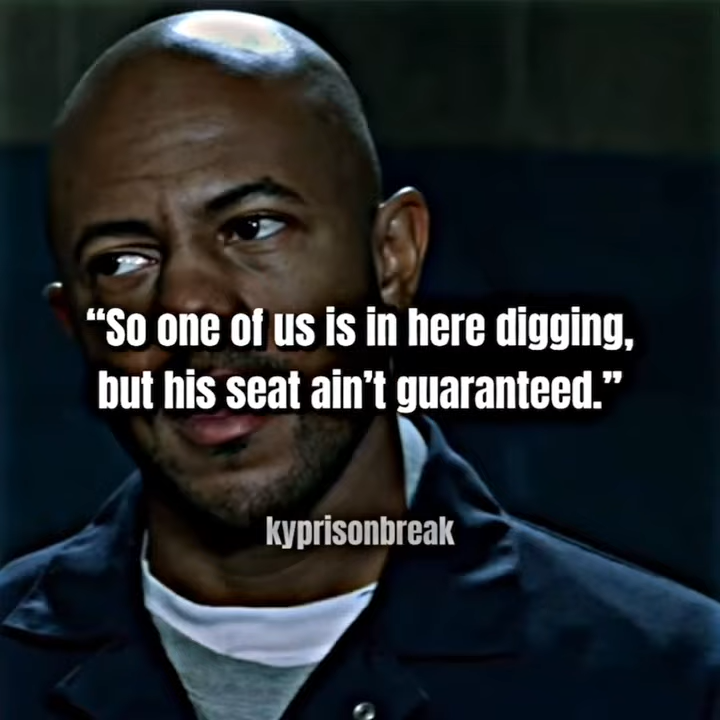 “So one of us is in here digging,
but his seat ain’t guaranteed.”
kyprisonbreak